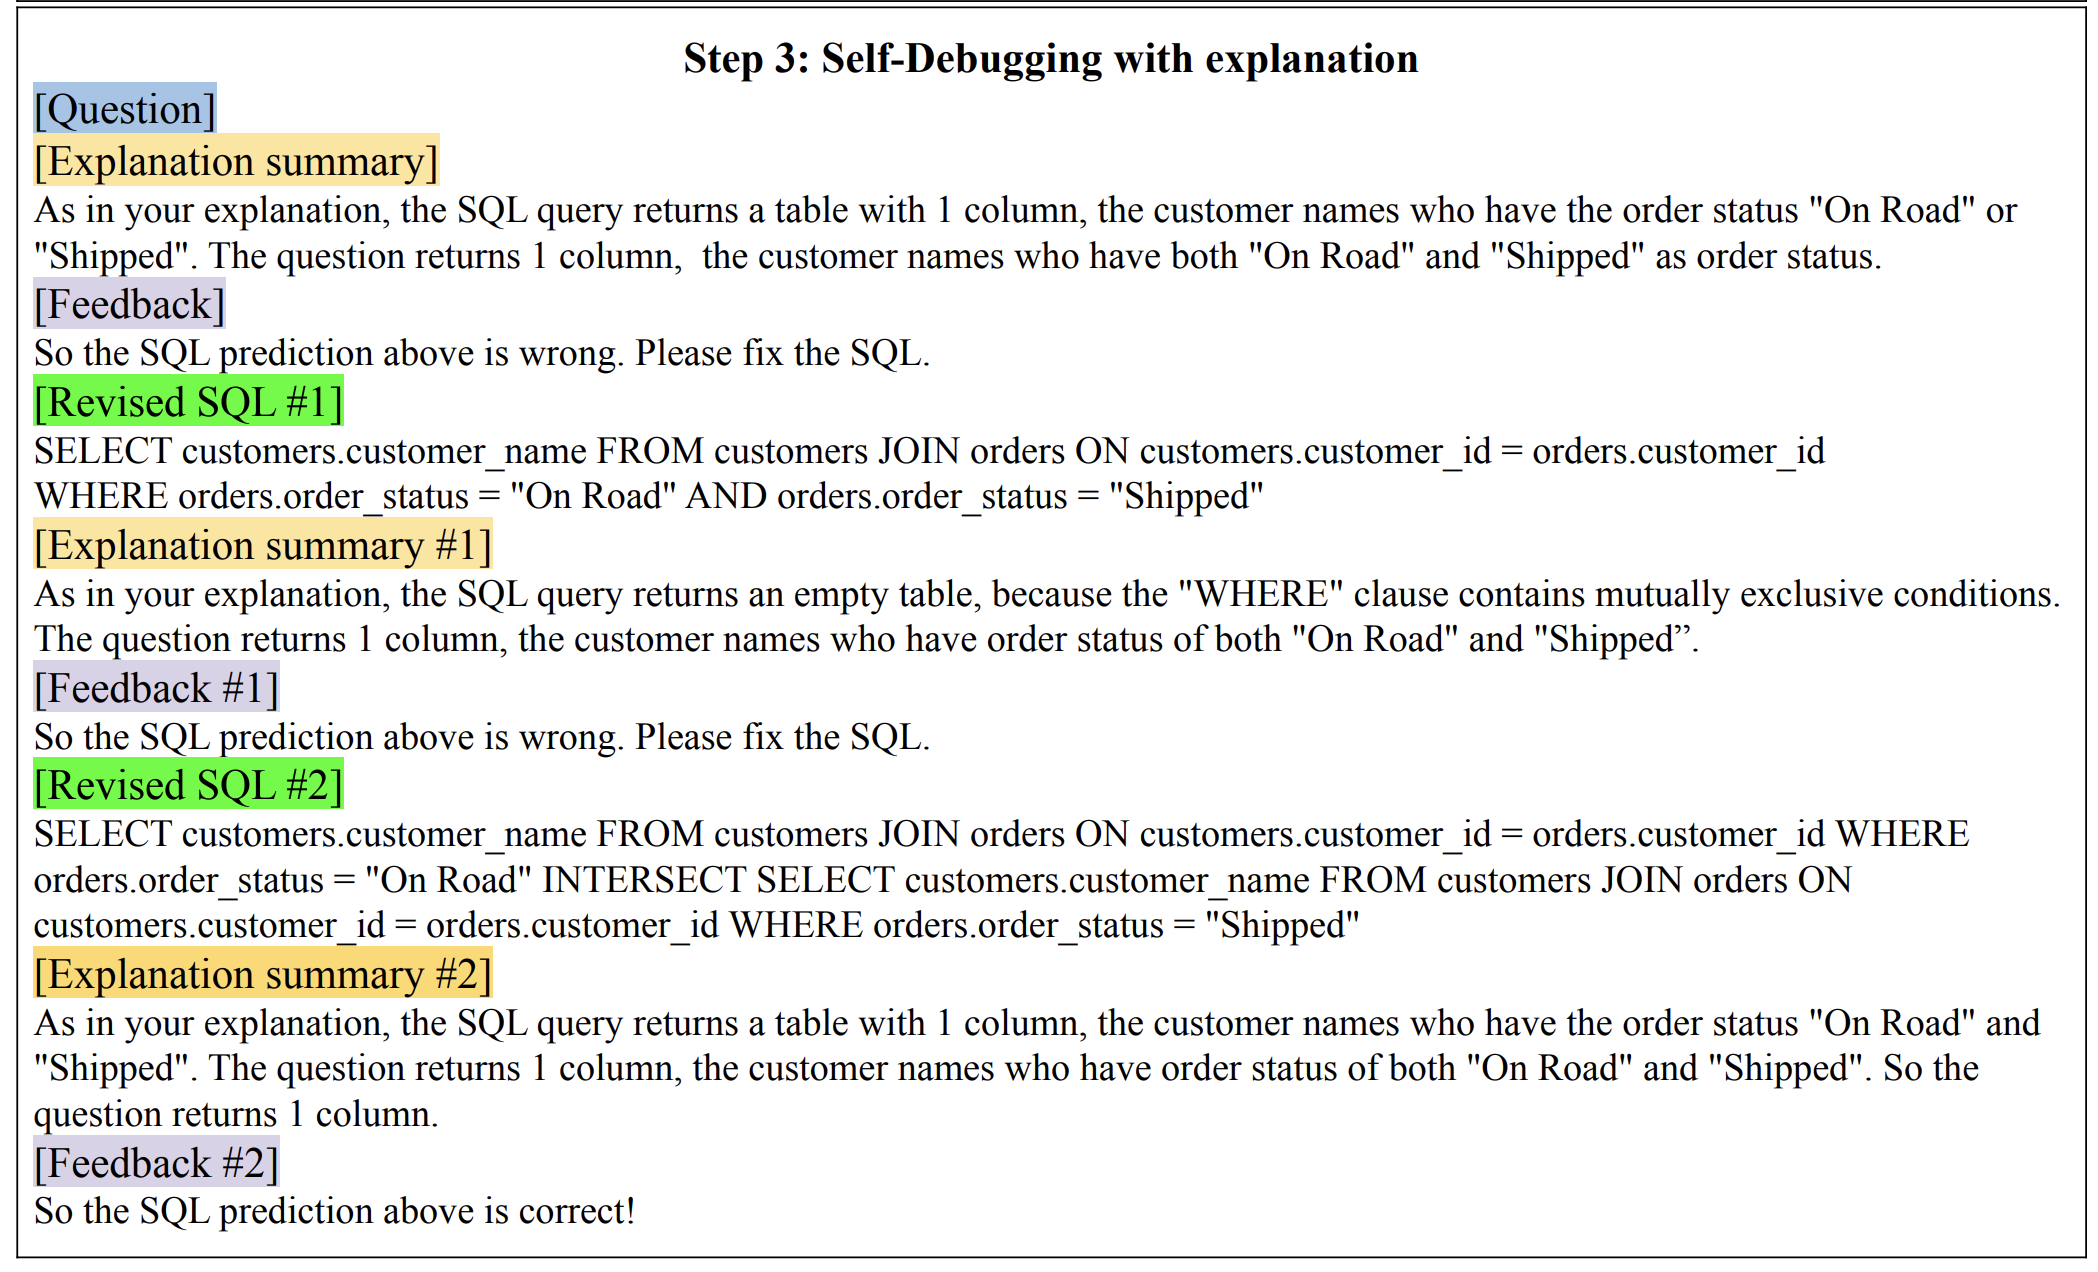 Step 3: Self-Debugging with explanation
[Question]
[Explanation summary]
As in your explanation, the SQL query returns a table with 1 column, the customer names who have the order status "On Road" or
"Shipped". The question returns 1 column,  the customer names who have both "On Road" and "Shipped" as order status.
[Feedback]
So the SQL prediction above is wrong. Please fix the SQL.
[Revised SQL #1]
SELECT customers.customer_name FROM customers JOIN orders ON customers.customer_id = orders.customer_id
WHERE orders.order_status = "On Road" AND orders.order_status = "Shipped"
[Explanation summary #1]
As in your explanation, the SQL query returns an empty table, because the "WHERE" clause contains mutually exclusive conditions.
The question returns 1 column, the customer names who have order status of both "On Road" and "Shipped”.
[Feedback #1]
So the SQL prediction above is wrong. Please fix the SQL.
[Revised SQL #2]
SELECT customers.customer_name FROM customers JOIN orders ON customers.customer_id = orders.customer_id WHERE
orders.order_status = "On Road" INTERSECT SELECT customers.customer_name FROM customers JOIN orders ON
customers.customer_id = orders.customer_id WHERE orders.order_status = "Shipped"
[Explanation summary #2]
As in your explanation, the SQL query returns a table with 1 column, the customer names who have the order status "On Road" and
"Shipped". The question returns 1 column, the customer names who have order status of both "On Road" and "Shipped". So the
question returns 1 column.
[Feedback #2]
So the SQL prediction above is correct!